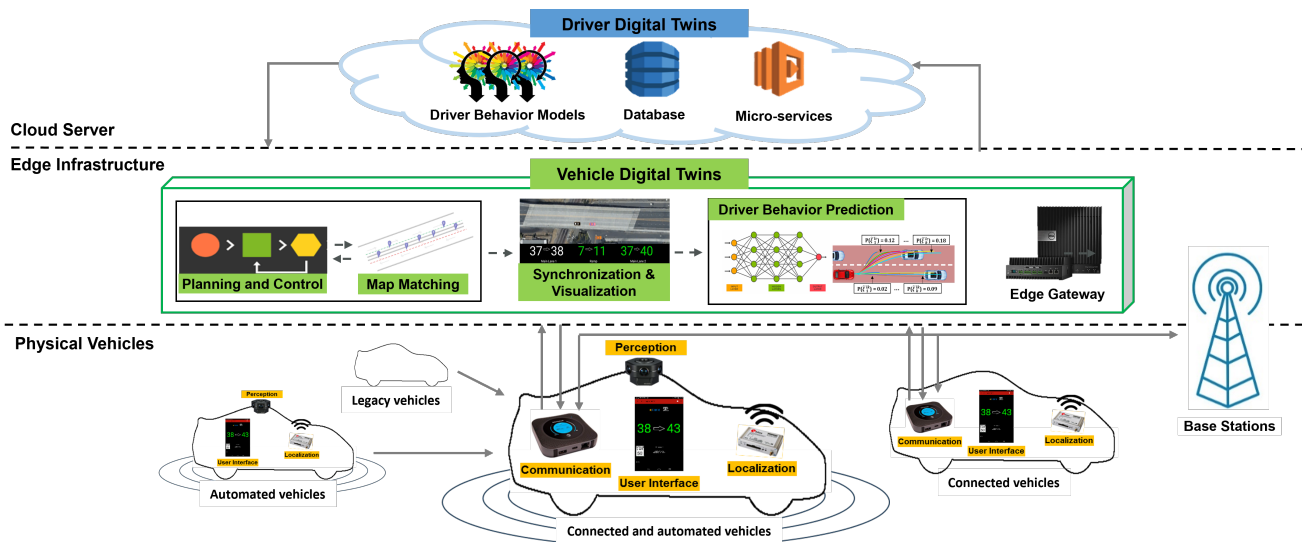 Driver Digital Twins
Driver Behavior Models
Database
Micro-services
Cloud Server
Edge Infrastructure
Vehicle Digital Twins
Planning and Control
Map Matching
37 38
7 11
37 40
Synchronization &
Visualization
Driver Behavior Prediction
Edge Gateway
Physical Vehicles
Perception
Legacy vehicles
Perception
38 43
User Interface
Localization
Automated vehicles
Communication
38 43
User Interface
Localization
Connected and automated vehicles
Communication
38 43
User Interface
Localization
Connected vehicles
Base Stations